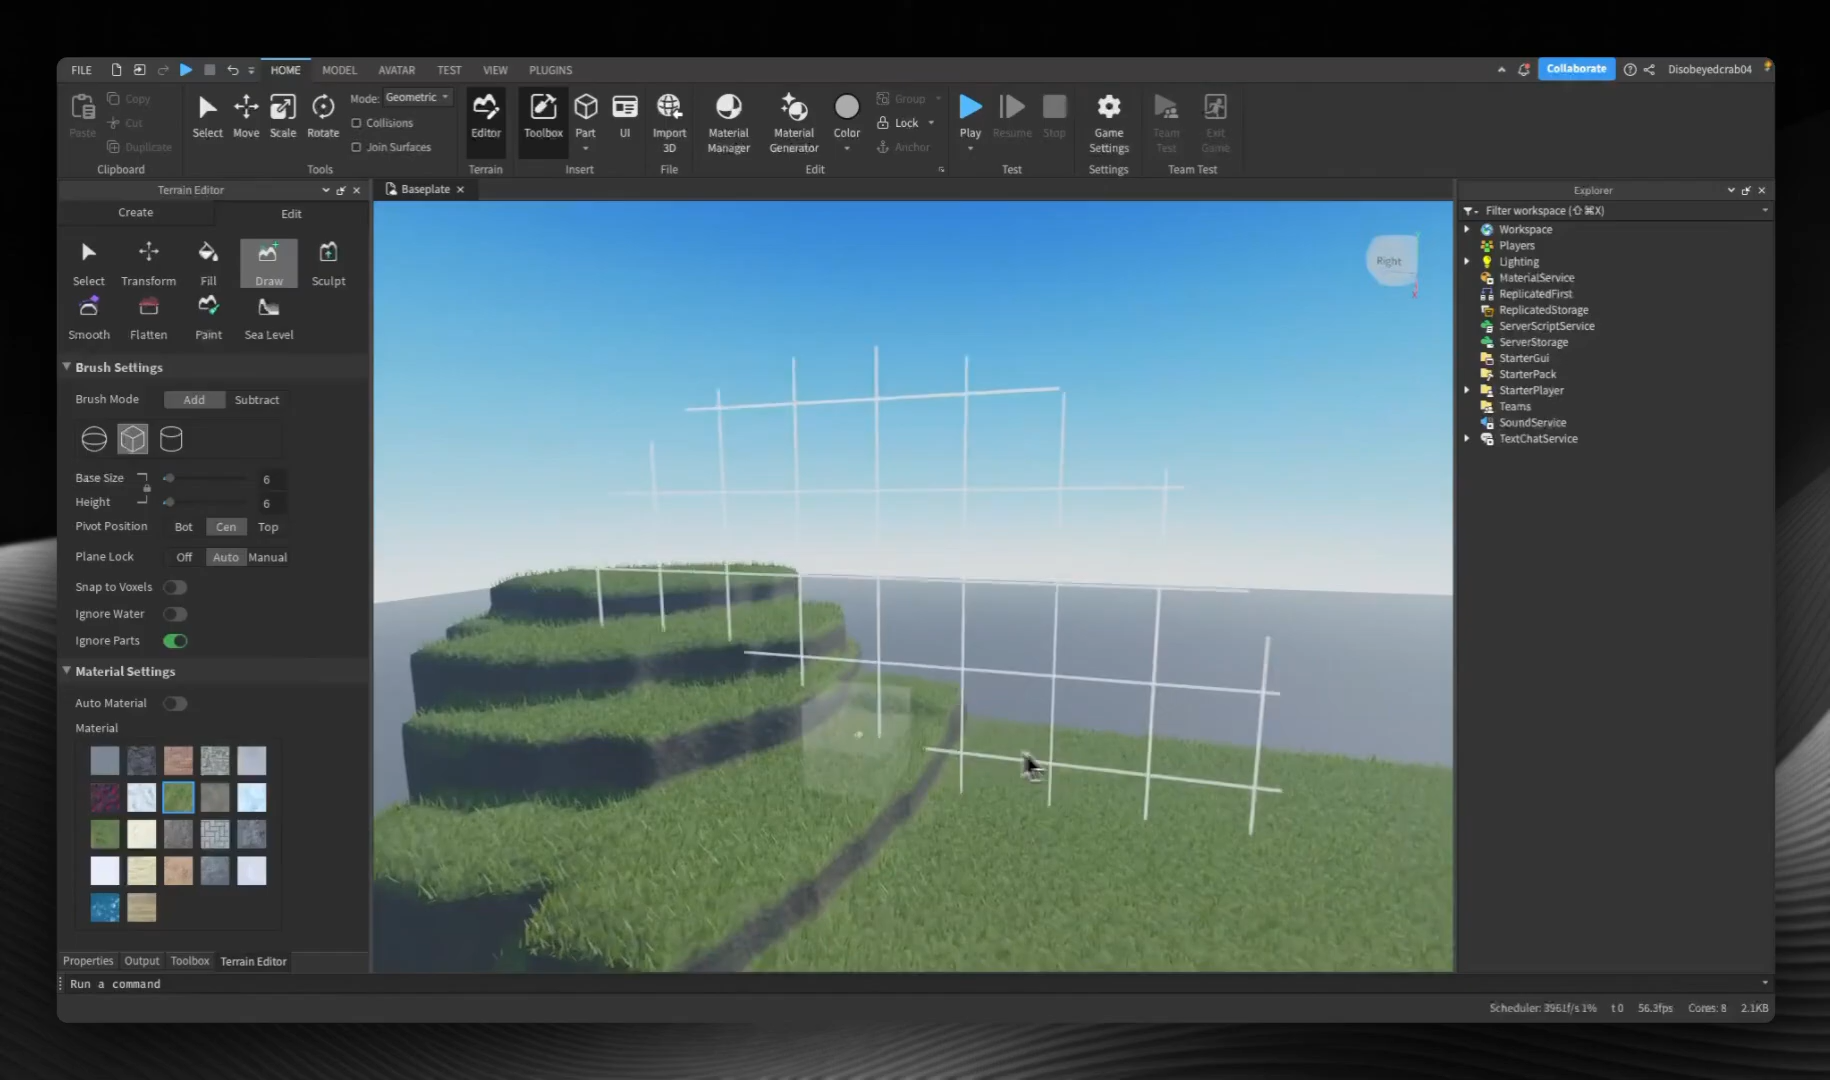 FILE HOME MODEL AVATAR TEST VIEW PLUGINS Collaborate Disobeyedcrab04
Paste Copy Cut Duplicate Clipboard
Select Move Scale Rotate Mode: Geometric Collisions Join Surfaces Tools
Editor Terrain
Toolbox Part UI Insert
Import 3D File
Material Manager Material Generator Color Group Lock Anchor Edit
Play Resume Stop Test
Game Settings Settings
Team Test Exit Game Team Test
Terrain Editor
Create Edit
Select Transform Fill Draw Sculpt
Smooth Flatten Paint Sea Level
Brush Settings
Brush Mode Add Subtract
Base Size 6
Height 6
Pivot Position Bot Cen Top
Plane Lock Off Auto Manual
Snap to Voxels
Ignore Water
Ignore Parts
Material Settings
Auto Material
Material
Properties Output Toolbox Terrain Editor
Baseplate
Right
X
Explorer
Filter workspace (⇧⌘X)
Workspace
Players
Lighting
MaterialService
ReplicatedFirst
ReplicatedStorage
ServerScriptService
ServerStorage
StarterGui
StarterPack
StarterPlayer
Teams
SoundService
TextChatService
Run a command
Scheduler: 3961f/s 1% t 0 56.3fps Cores: 8 2.1KB